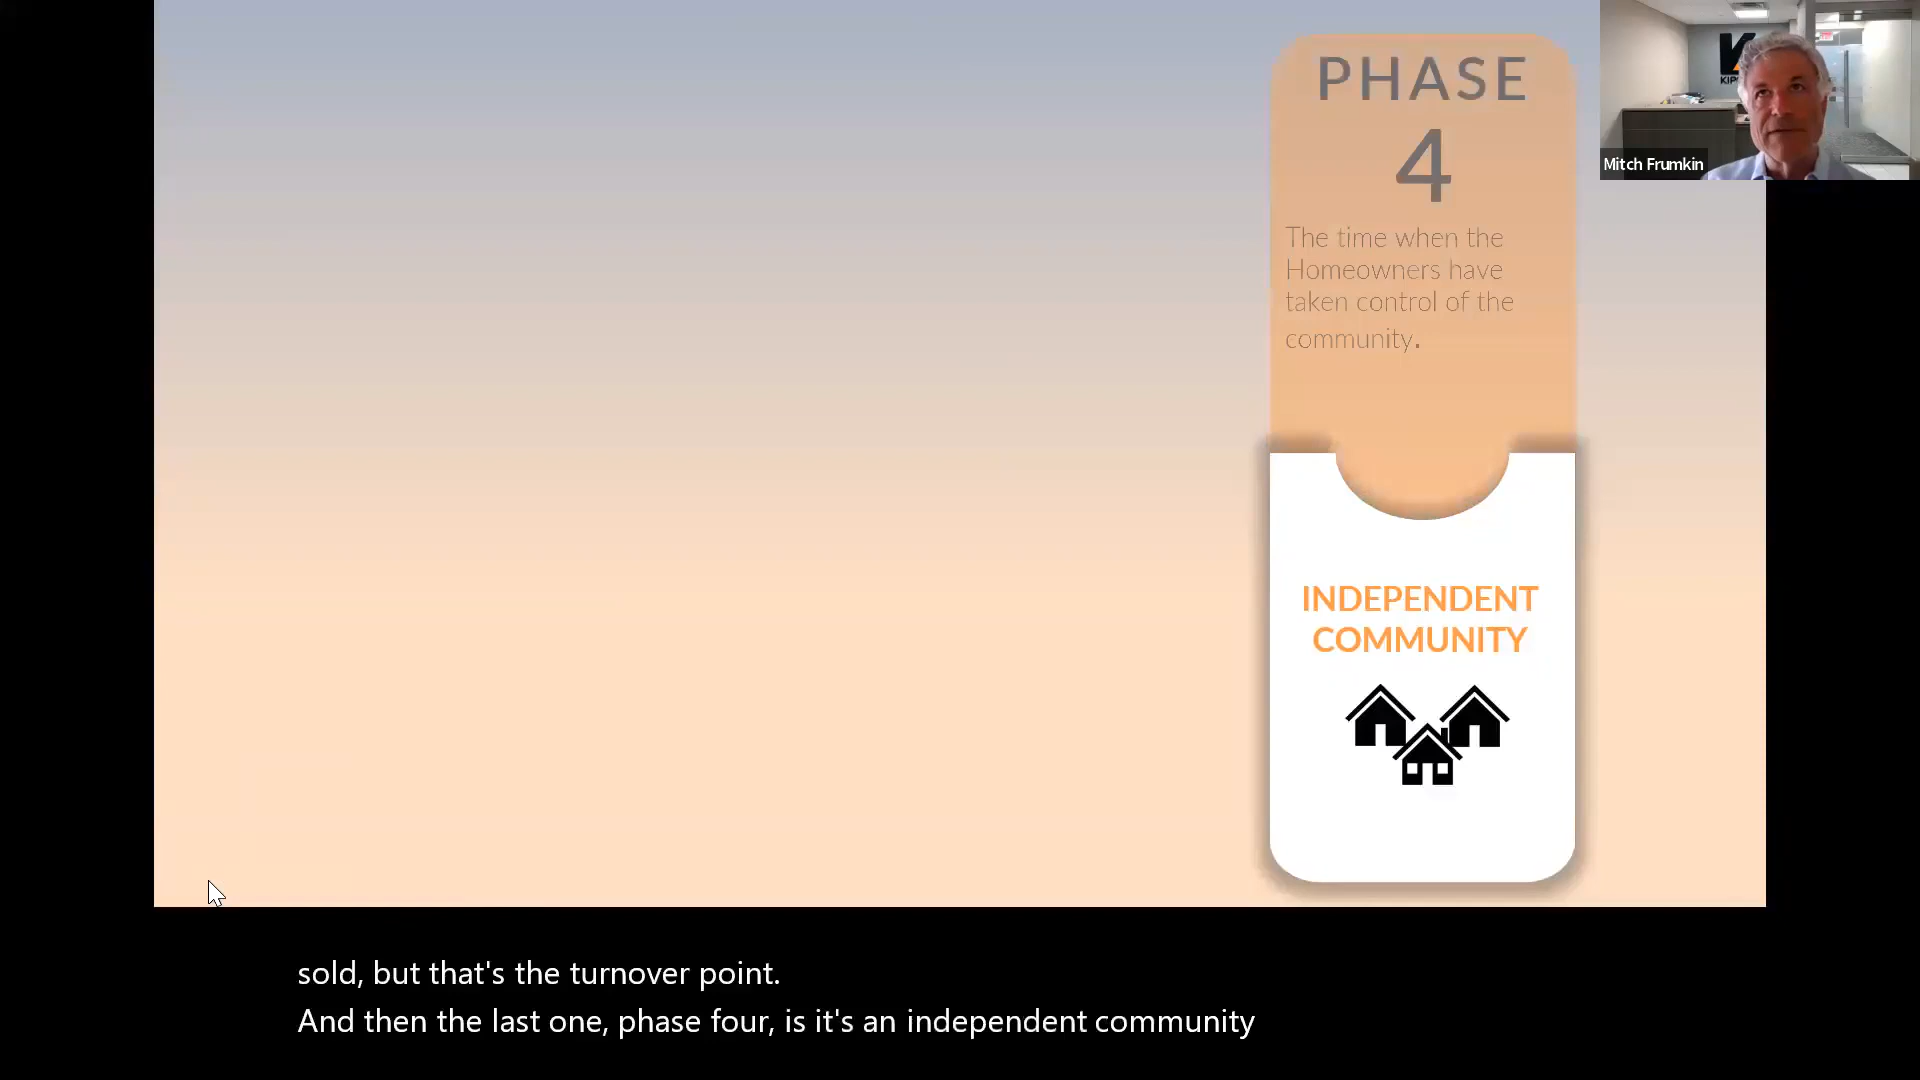 PHASE
4
The time when the
Homeowners have
taken control of the
community.
INDEPENDENT
COMMUNITY
Mitch Frumkin
sold, but that's the turnover point.
And then the last one, phase four, is it's an independent community